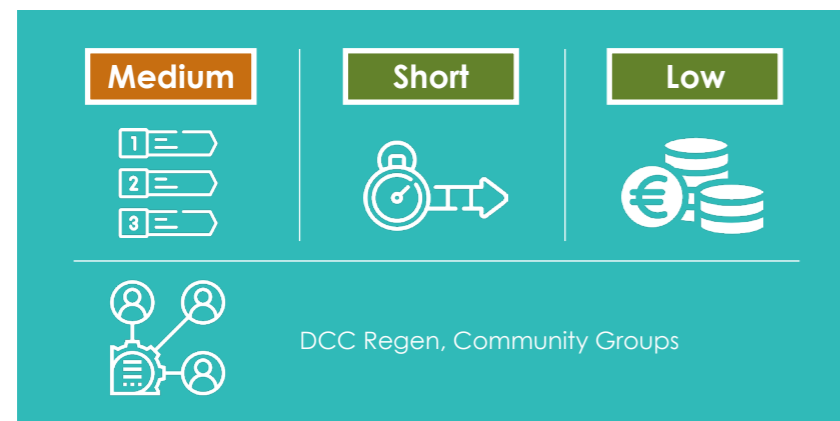 Medium
Short
Low
1
2
3
€
DCC Regen, Community Groups